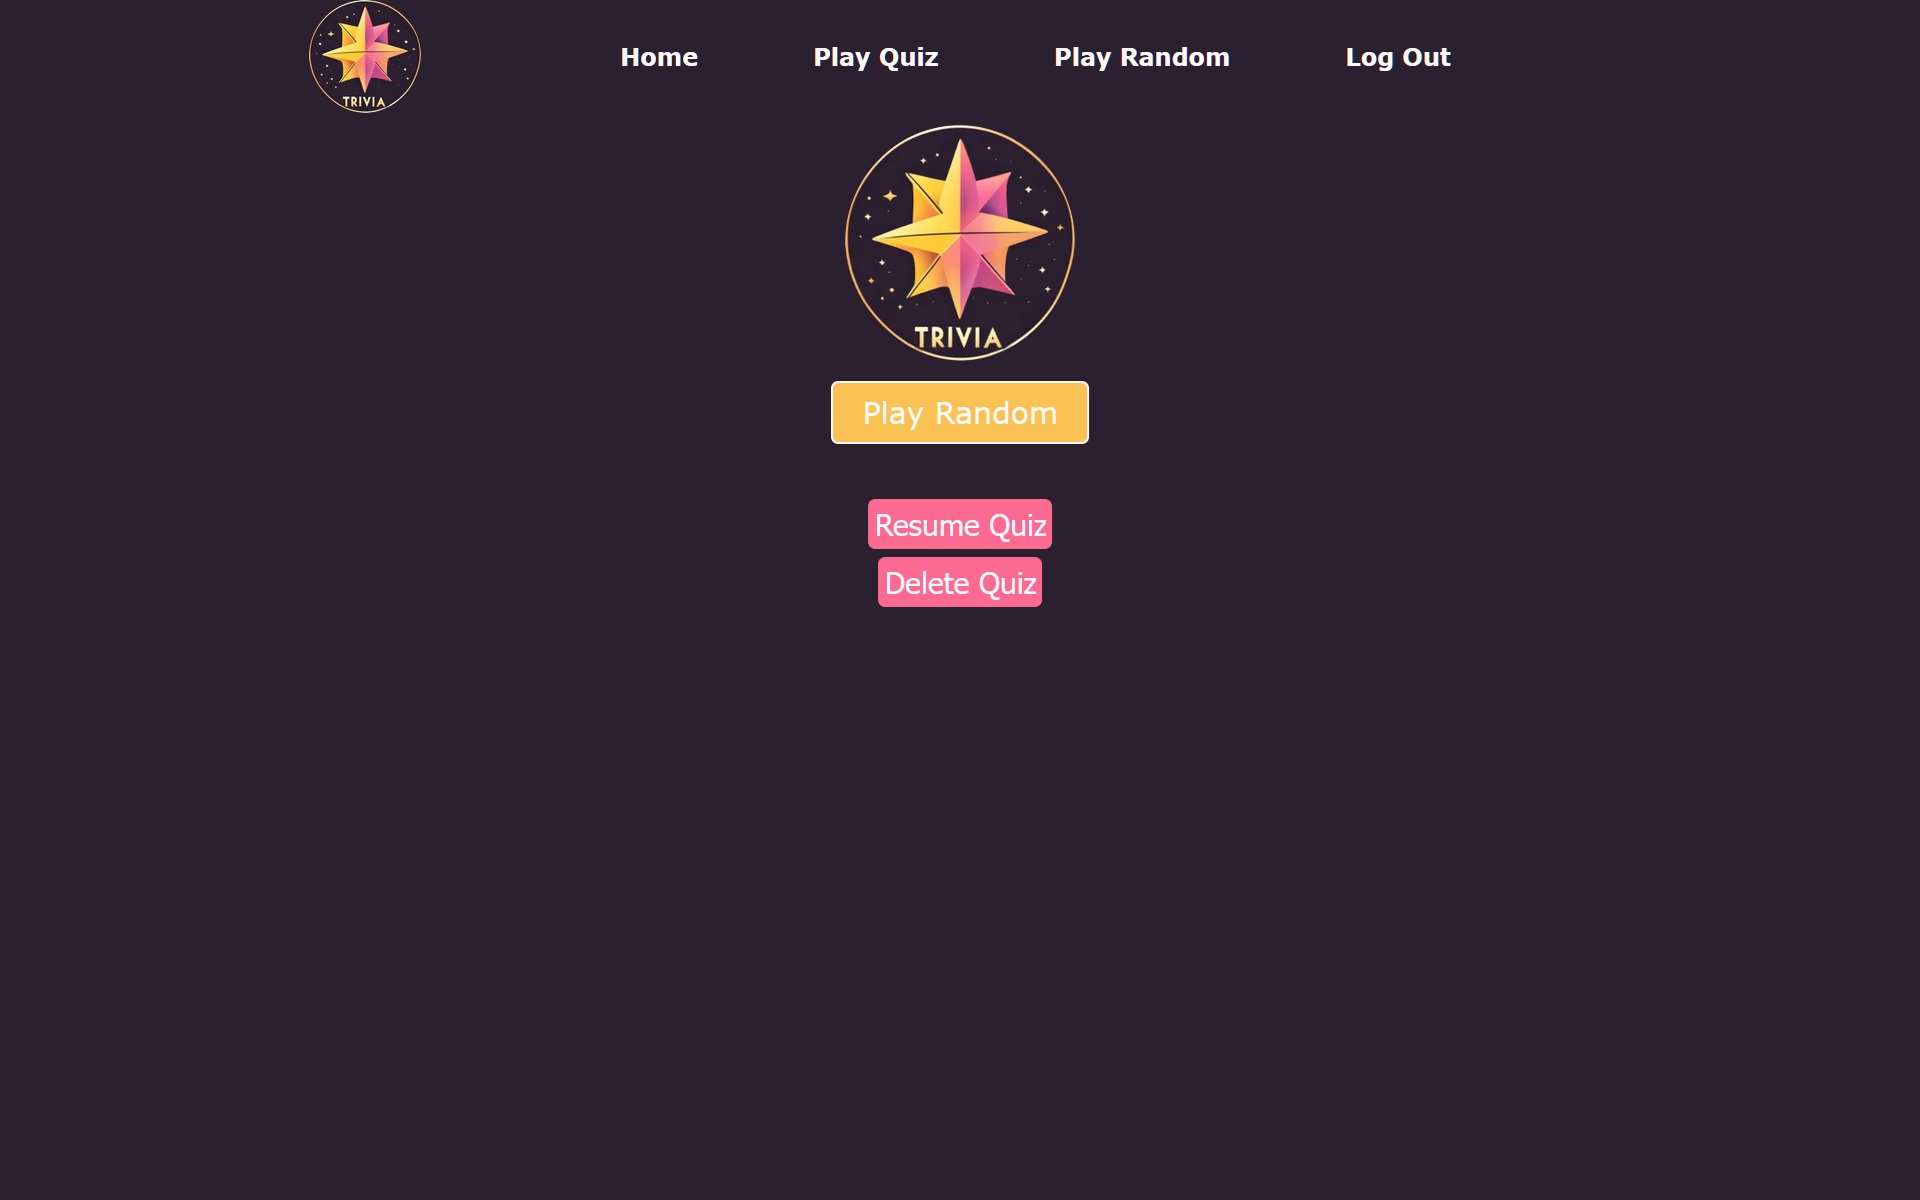 TRIVIA
Home
Play Quiz
Play Random
Log Out
TRIVIA
Play Random
Resume Quiz
Delete Quiz